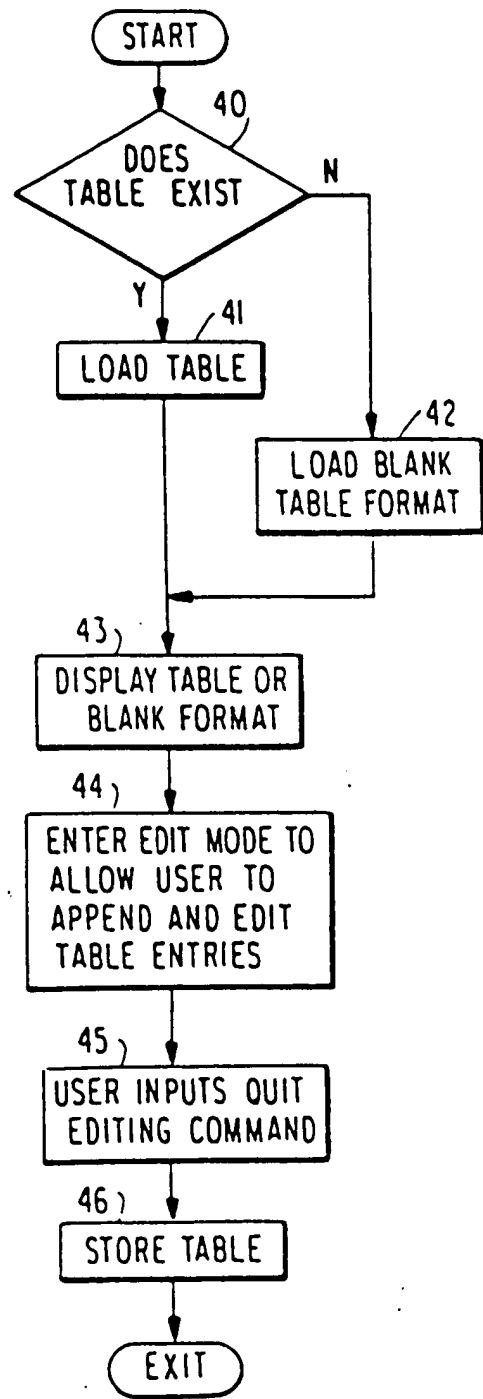 START
40
DOES
TABLE EXIST
N
Y
41
LOAD TABLE
42
LOAD BLANK
TABLE FORMAT
43
DISPLAY TABLE OR
BLANK FORMAT
44
ENTER EDIT MODE TO
ALLOW USER TO
APPEND AND EDIT
TABLE ENTRIES
45
USER INPUTS QUIT
EDITING COMMAND
46
STORE TABLE
EXIT